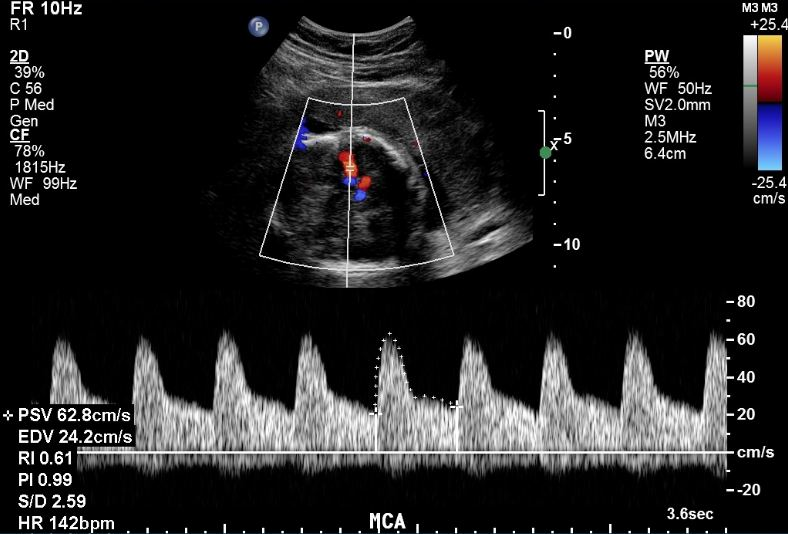 FR 10Hz
R1
2D
39%
C 56
P Med
Gen
CF
78%
1815Hz
WF 99Hz
Med
P
0
5
10
X
PW
56%
WF 50Hz
SV2.0mm
M3
2.5MHz
6.4cm
M3 M3
+25.4
-25.4
cm/s
80
60
40
20
cm/s
-20
PSV 62.8cm/s
EDV 24.2cm/s
RI 0.61
PI 0.99
S/D 2.59
HR 142bpm
MCA
3.6sec